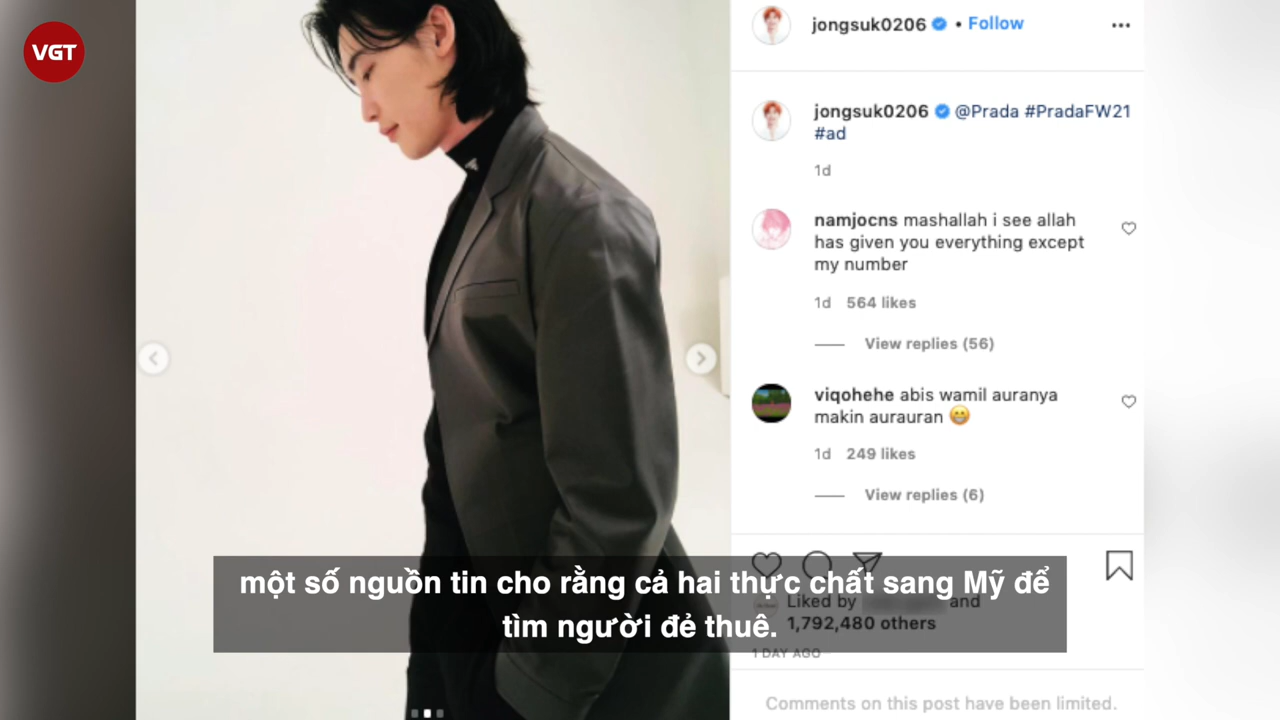 VGT
jongsuk0206 • Follow
jongsuk0206 @Prada #PradaFW21
#ad
1d
namjocns mashallah i see allah
has given you everything except
my number
1d 564 likes
View replies (56)
viqohehe abis wamil auranya
makin aurauran 😁
1d 249 likes
View replies (6)
một số nguồn tin cho rằng cả hai thực chất sang Mỹ để
tìm người đẻ thuê.
Liked by and
1,792,480 others
1 DAY AGO
Comments on this post have been limited.